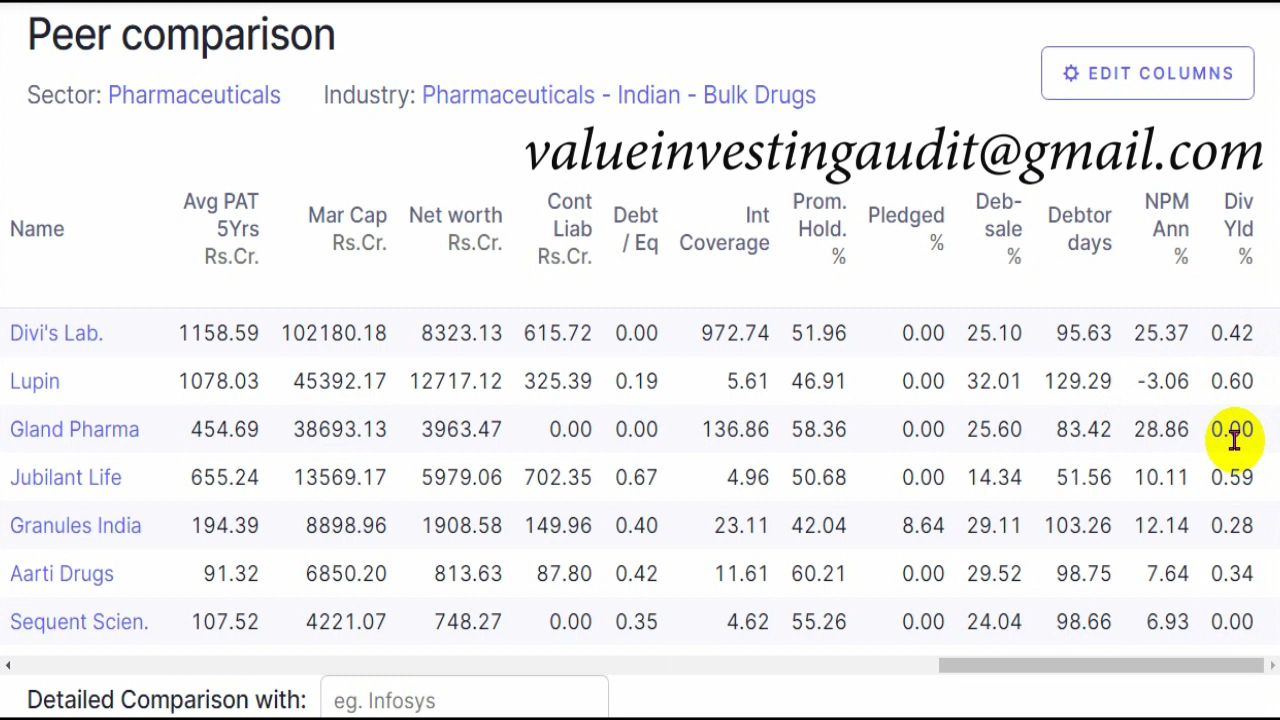 Peer comparison
EDIT COLUMNS
Sector: Pharmaceuticals Industry: Pharmaceuticals - Indian - Bulk Drugs
valueinvestingaudit@gmail.com
Name Avg PAT 5Yrs Rs.Cr. Mar Cap Rs.Cr. Net worth Rs.Cr. Cont Liab Rs.Cr. Debt / Eq Int Coverage Prom. Hold. % Pledged % Deb-sale % Debtor days NPM Ann % Div Yld %
Divi's Lab. 1158.59 102180.18 8323.13 615.72 0.00 972.74 51.96 0.00 25.10 95.63 25.37 0.42
Lupin 1078.03 45392.17 12717.12 325.39 0.19 5.61 46.91 0.00 32.01 129.29 -3.06 0.60
Gland Pharma 454.69 38693.13 3963.47 0.00 0.00 136.86 58.36 0.00 25.60 83.42 28.86 0.00
Jubilant Life 655.24 13569.17 5979.06 702.35 0.67 4.96 50.68 0.00 14.34 51.56 10.11 0.59
Granules India 194.39 8898.96 1908.58 149.96 0.40 23.11 42.04 8.64 29.11 103.26 12.14 0.28
Aarti Drugs 91.32 6850.20 813.63 87.80 0.42 11.61 60.21 0.00 29.52 98.75 7.64 0.34
Sequent Scien. 107.52 4221.07 748.27 0.00 0.35 4.62 55.26 0.00 24.04 98.66 6.93 0.00
Detailed Comparison with: eg. Infosys